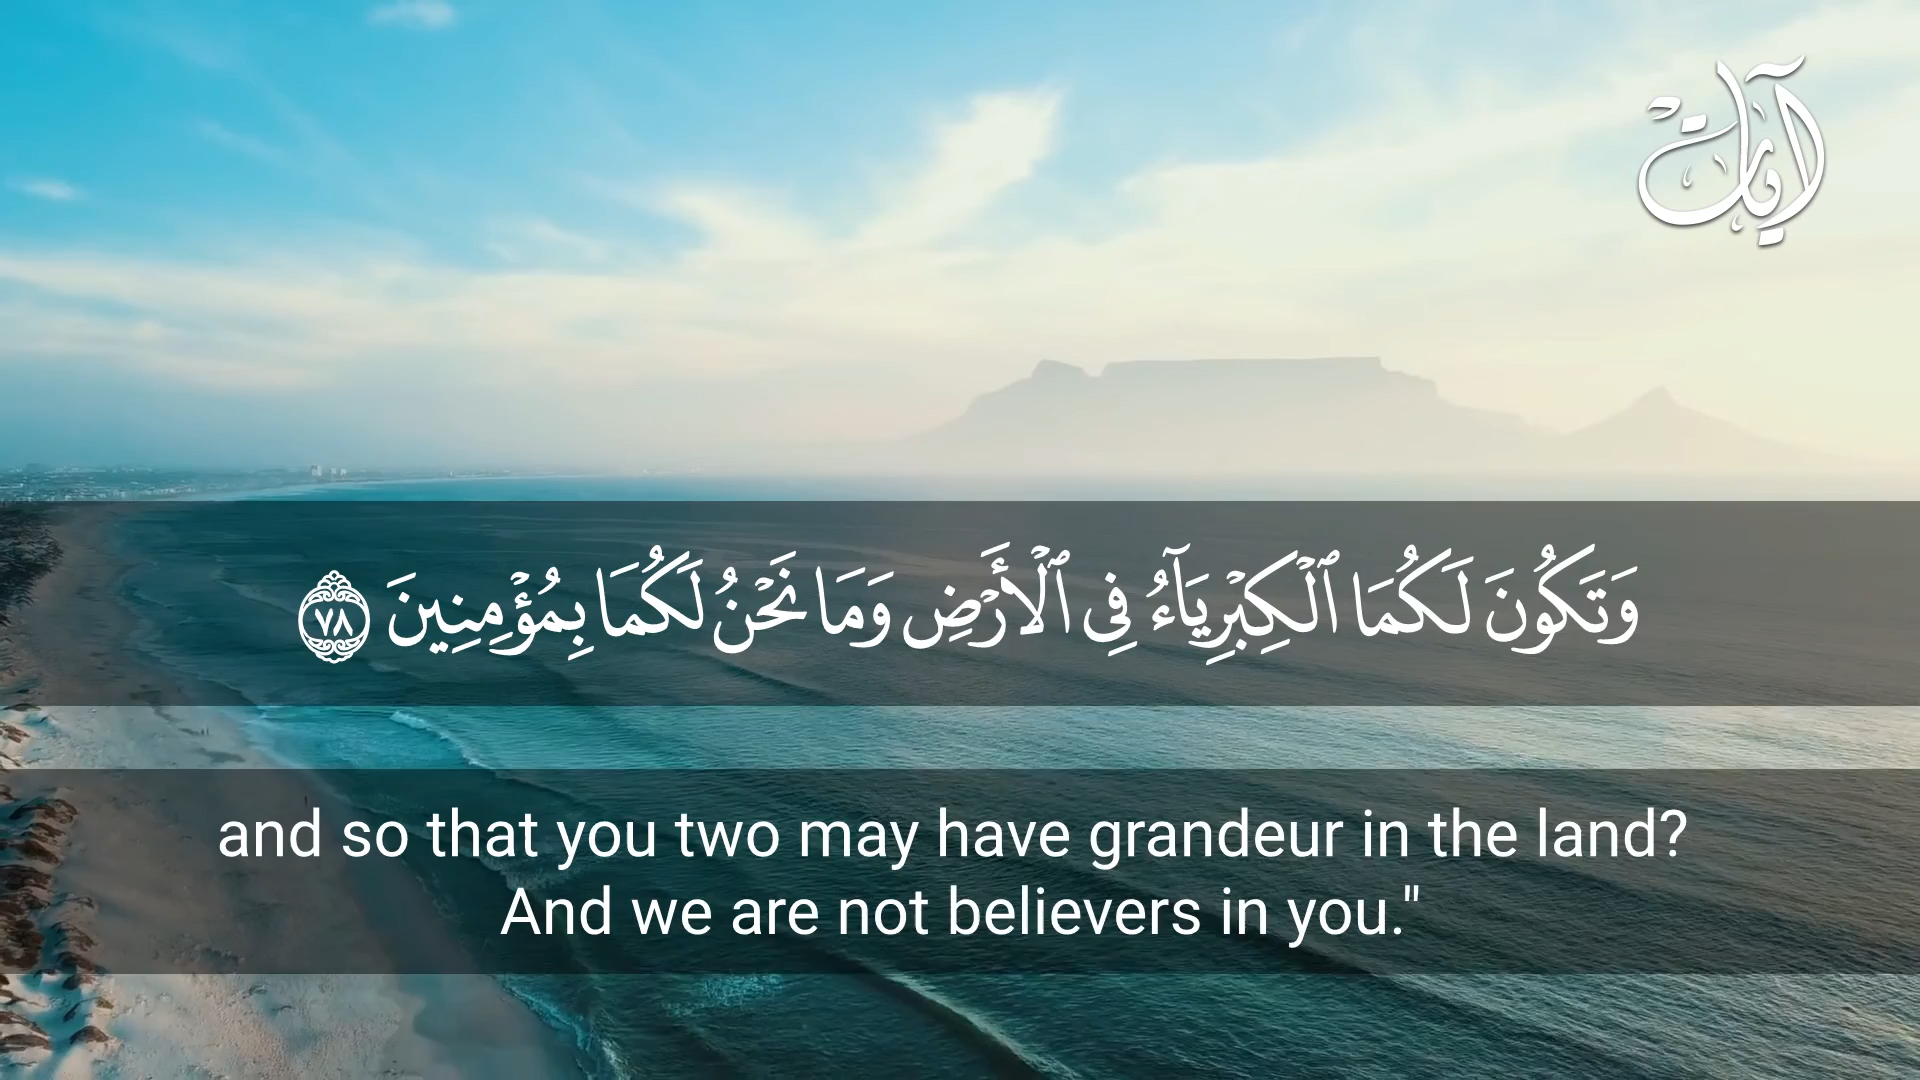 آيات
وَتَكُونَ لَكُمَا ٱلْكِبْرِيَآءُ فِى ٱلْأَرْضِ وَمَا نَحْنُ لَكُمَا بِمُؤْمِنِينَ ٧٨
and so that you two may have grandeur in the land?
And we are not believers in you."